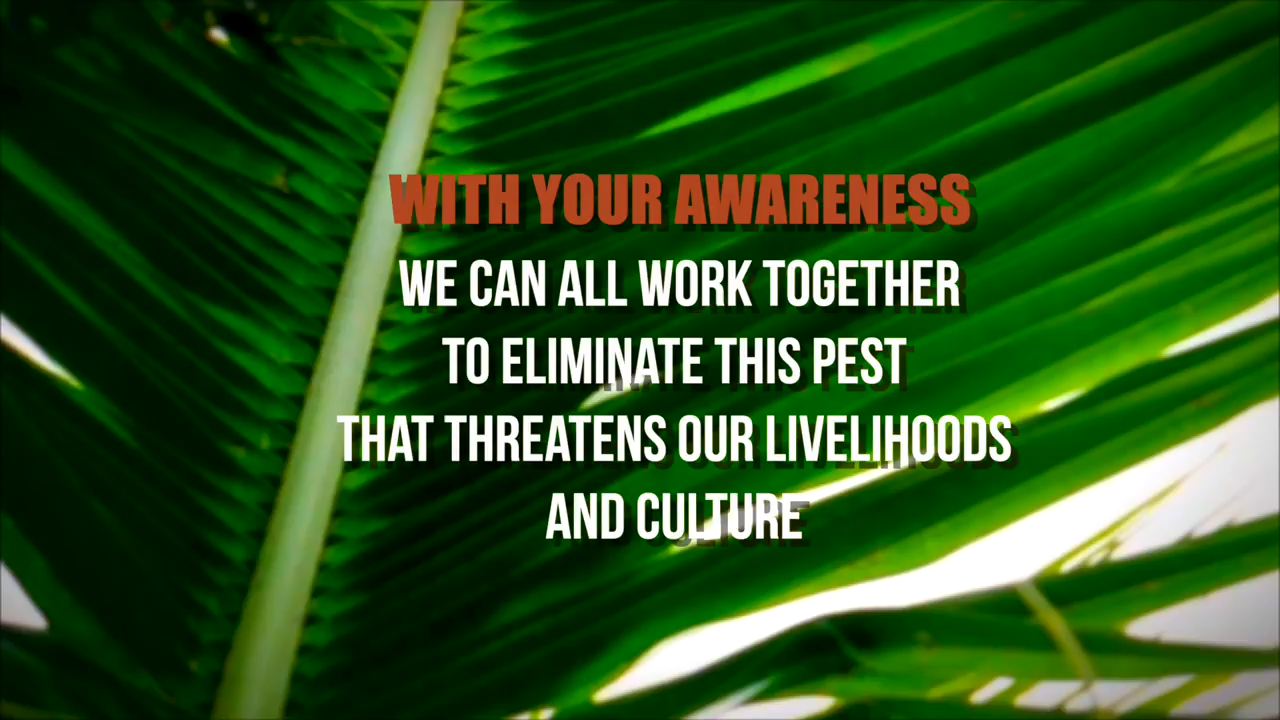 WITH YOUR AWARENESS
WE CAN ALL WORK TOGETHER
TO ELIMINATE THIS PEST
THAT THREATENS OUR LIVELIHOODS
AND CULTURE